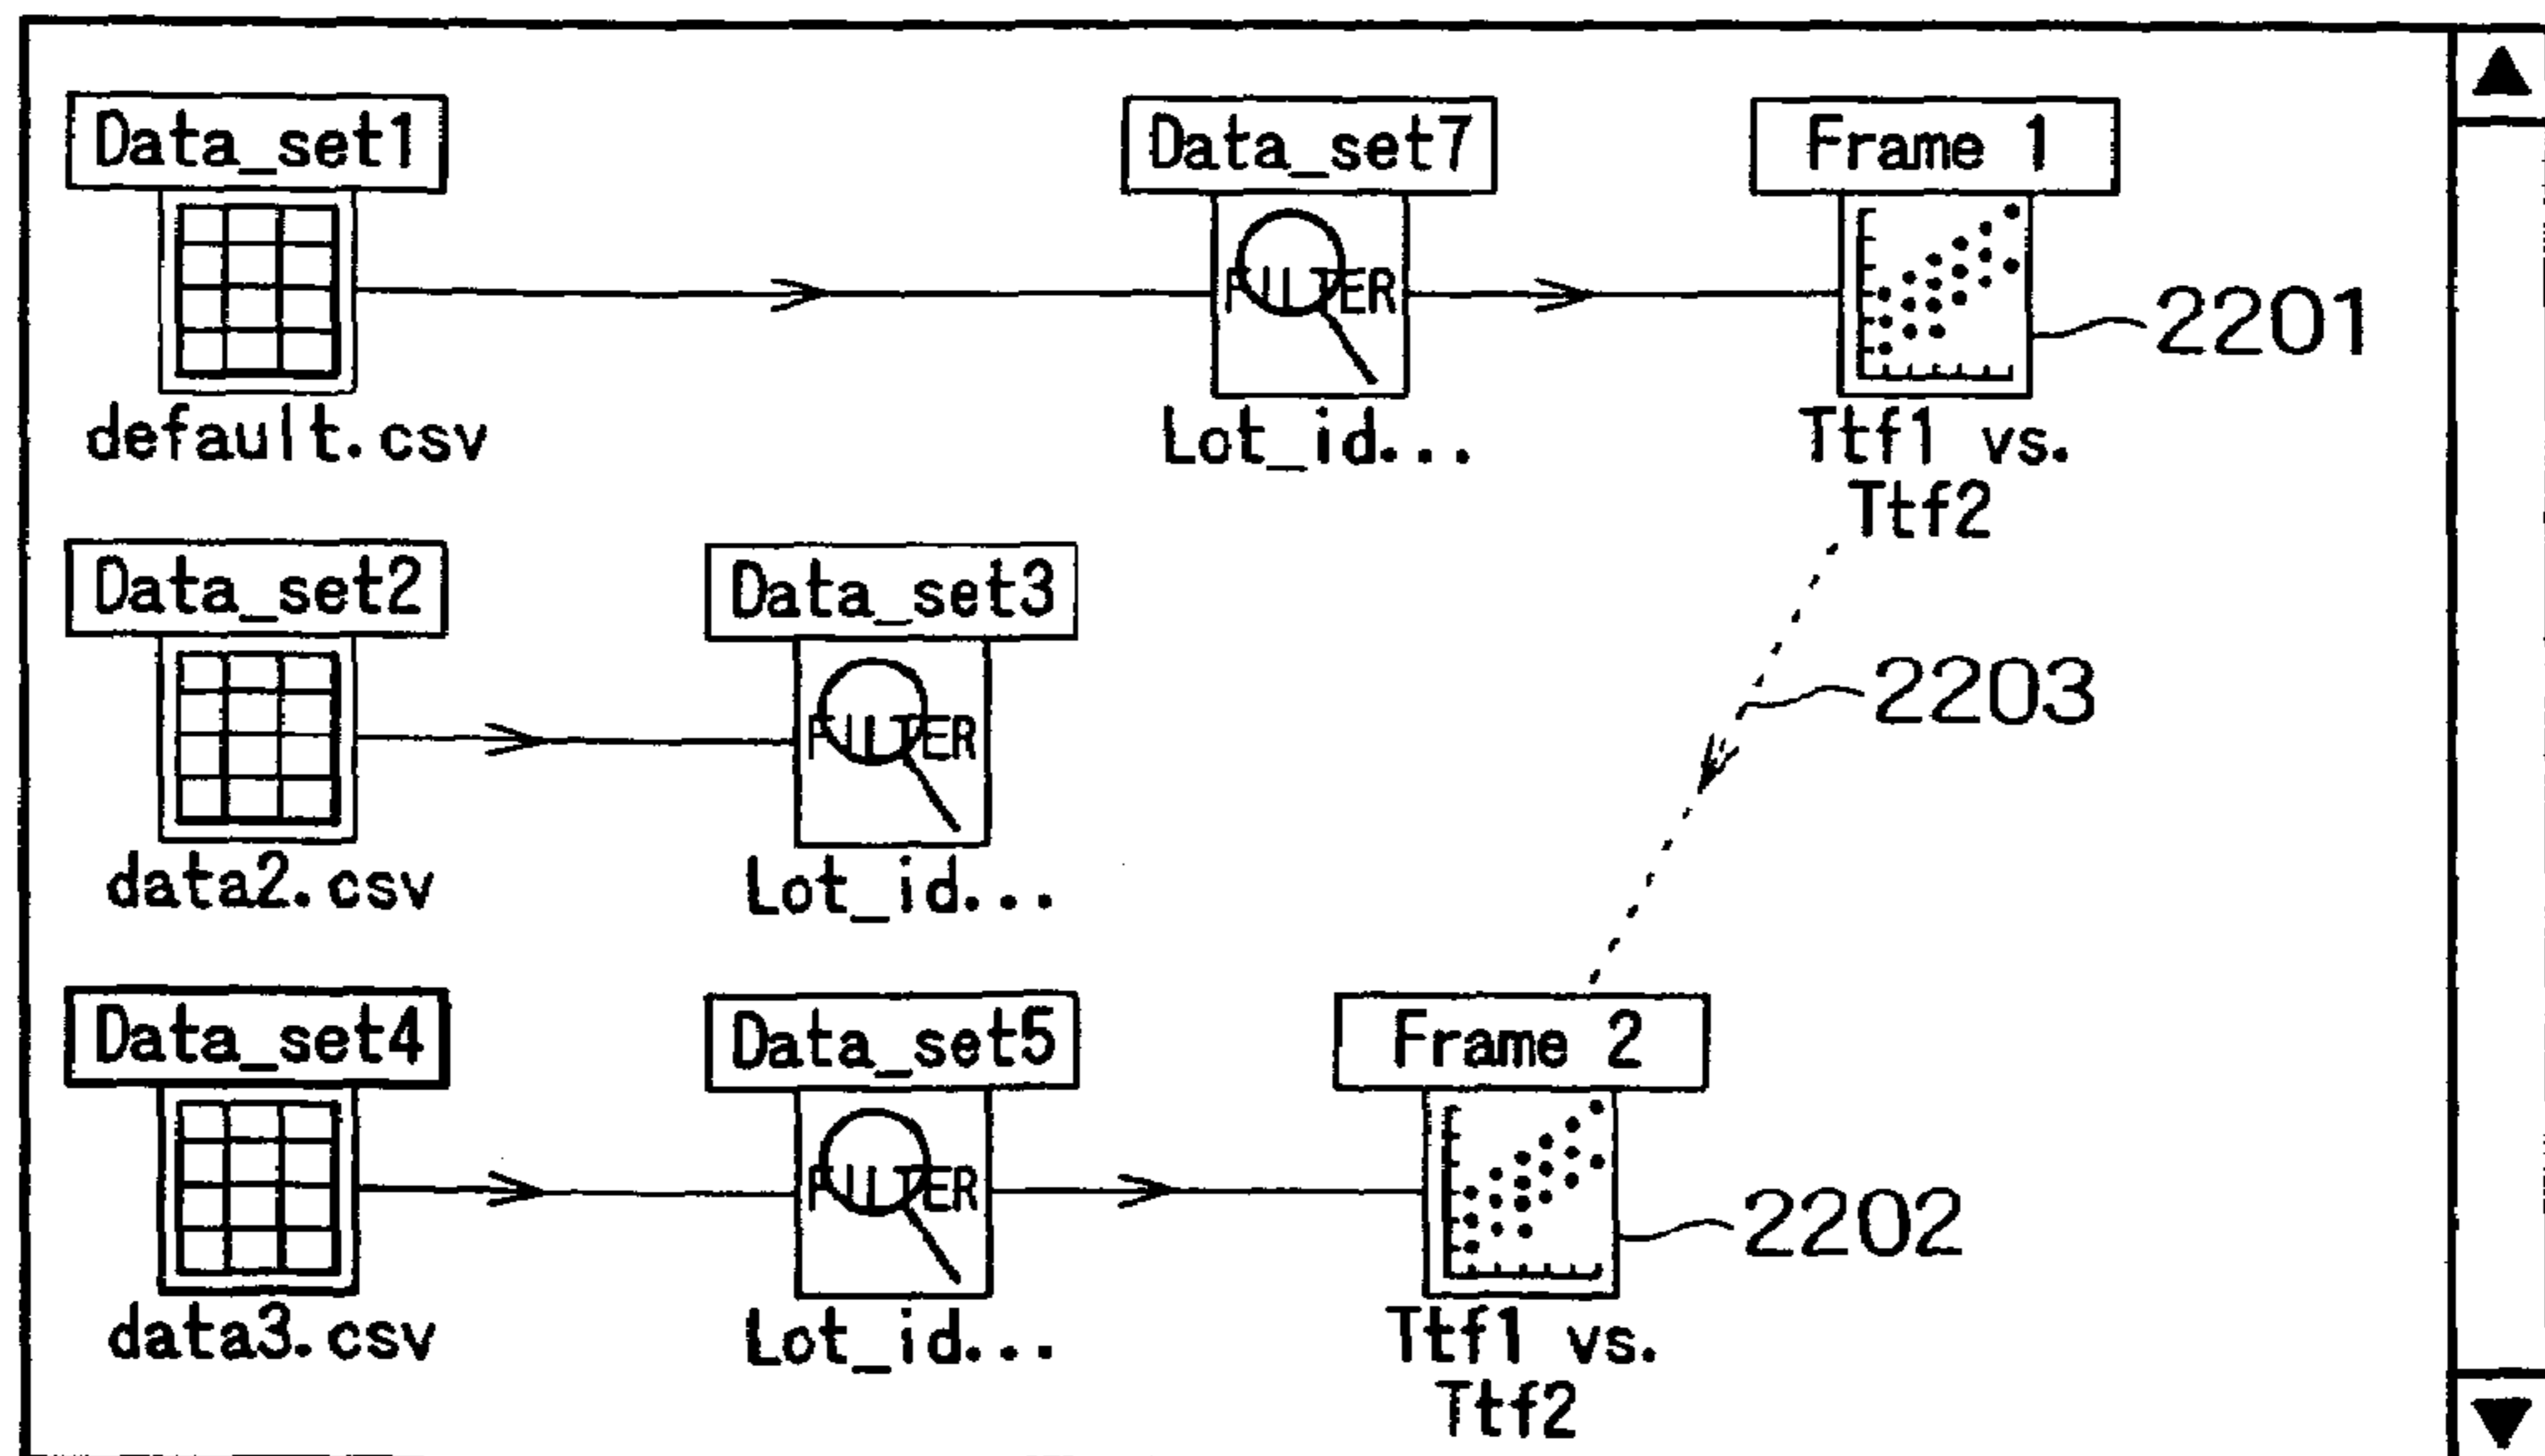 Data_set1
Data_set7
Frame 1
FILTER
2201
default.csv
Lot_id...
Ttf1 vs.
Ttf2
Data_set2
Data_set3
2203
FILTER
data2.csv
Lot_id...
Data_set4
Data_set5
Frame 2
FILTER
2202
data3.csv
Lot_id...
Ttf1 vs.
Ttf2